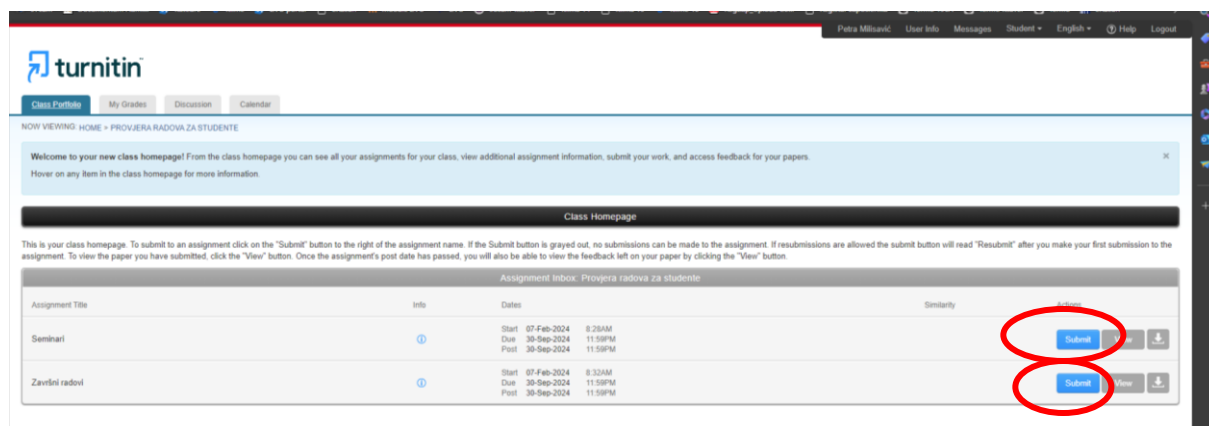 Petra Milisavić User Info Messages Student English Help Logout
turnitin
Class Portfolio My Grades Discussion Calendar
NOW VIEWING: HOME > PROVJERA RADOVA ZA STUDENTE
Welcome to your new class homepage! From the class homepage you can see all your assignments for your class, view additional assignment information, submit your work, and access feedback for your papers.
Hover on any item in the class homepage for more information.
Class Homepage
This is your class homepage. To submit to an assignment click on the "Submit" button to the right of the assignment name. If the Submit button is grayed out, no submissions can be made to the assignment. If resubmissions are allowed the submit button will read "Resubmit" after you make your first submission to the
assignment. To view the paper you have submitted, click the "View" button. Once the assignment's post date has passed, you will also be able to view the feedback left on your paper by clicking the "View" button.
Assignment Inbox: Provjera radova za studente
Assignment Title Info Dates Similarity Actions
Start 07-Feb-2024 8:28AM
Seminari Due 30-Sep-2024 11:59PM Submit View
Post 30-Sep-2024 11:59PM
Start 07-Feb-2024 8:32AM
Završni radovi Due 30-Sep-2024 11:59PM Submit View
Post 30-Sep-2024 11:59PM